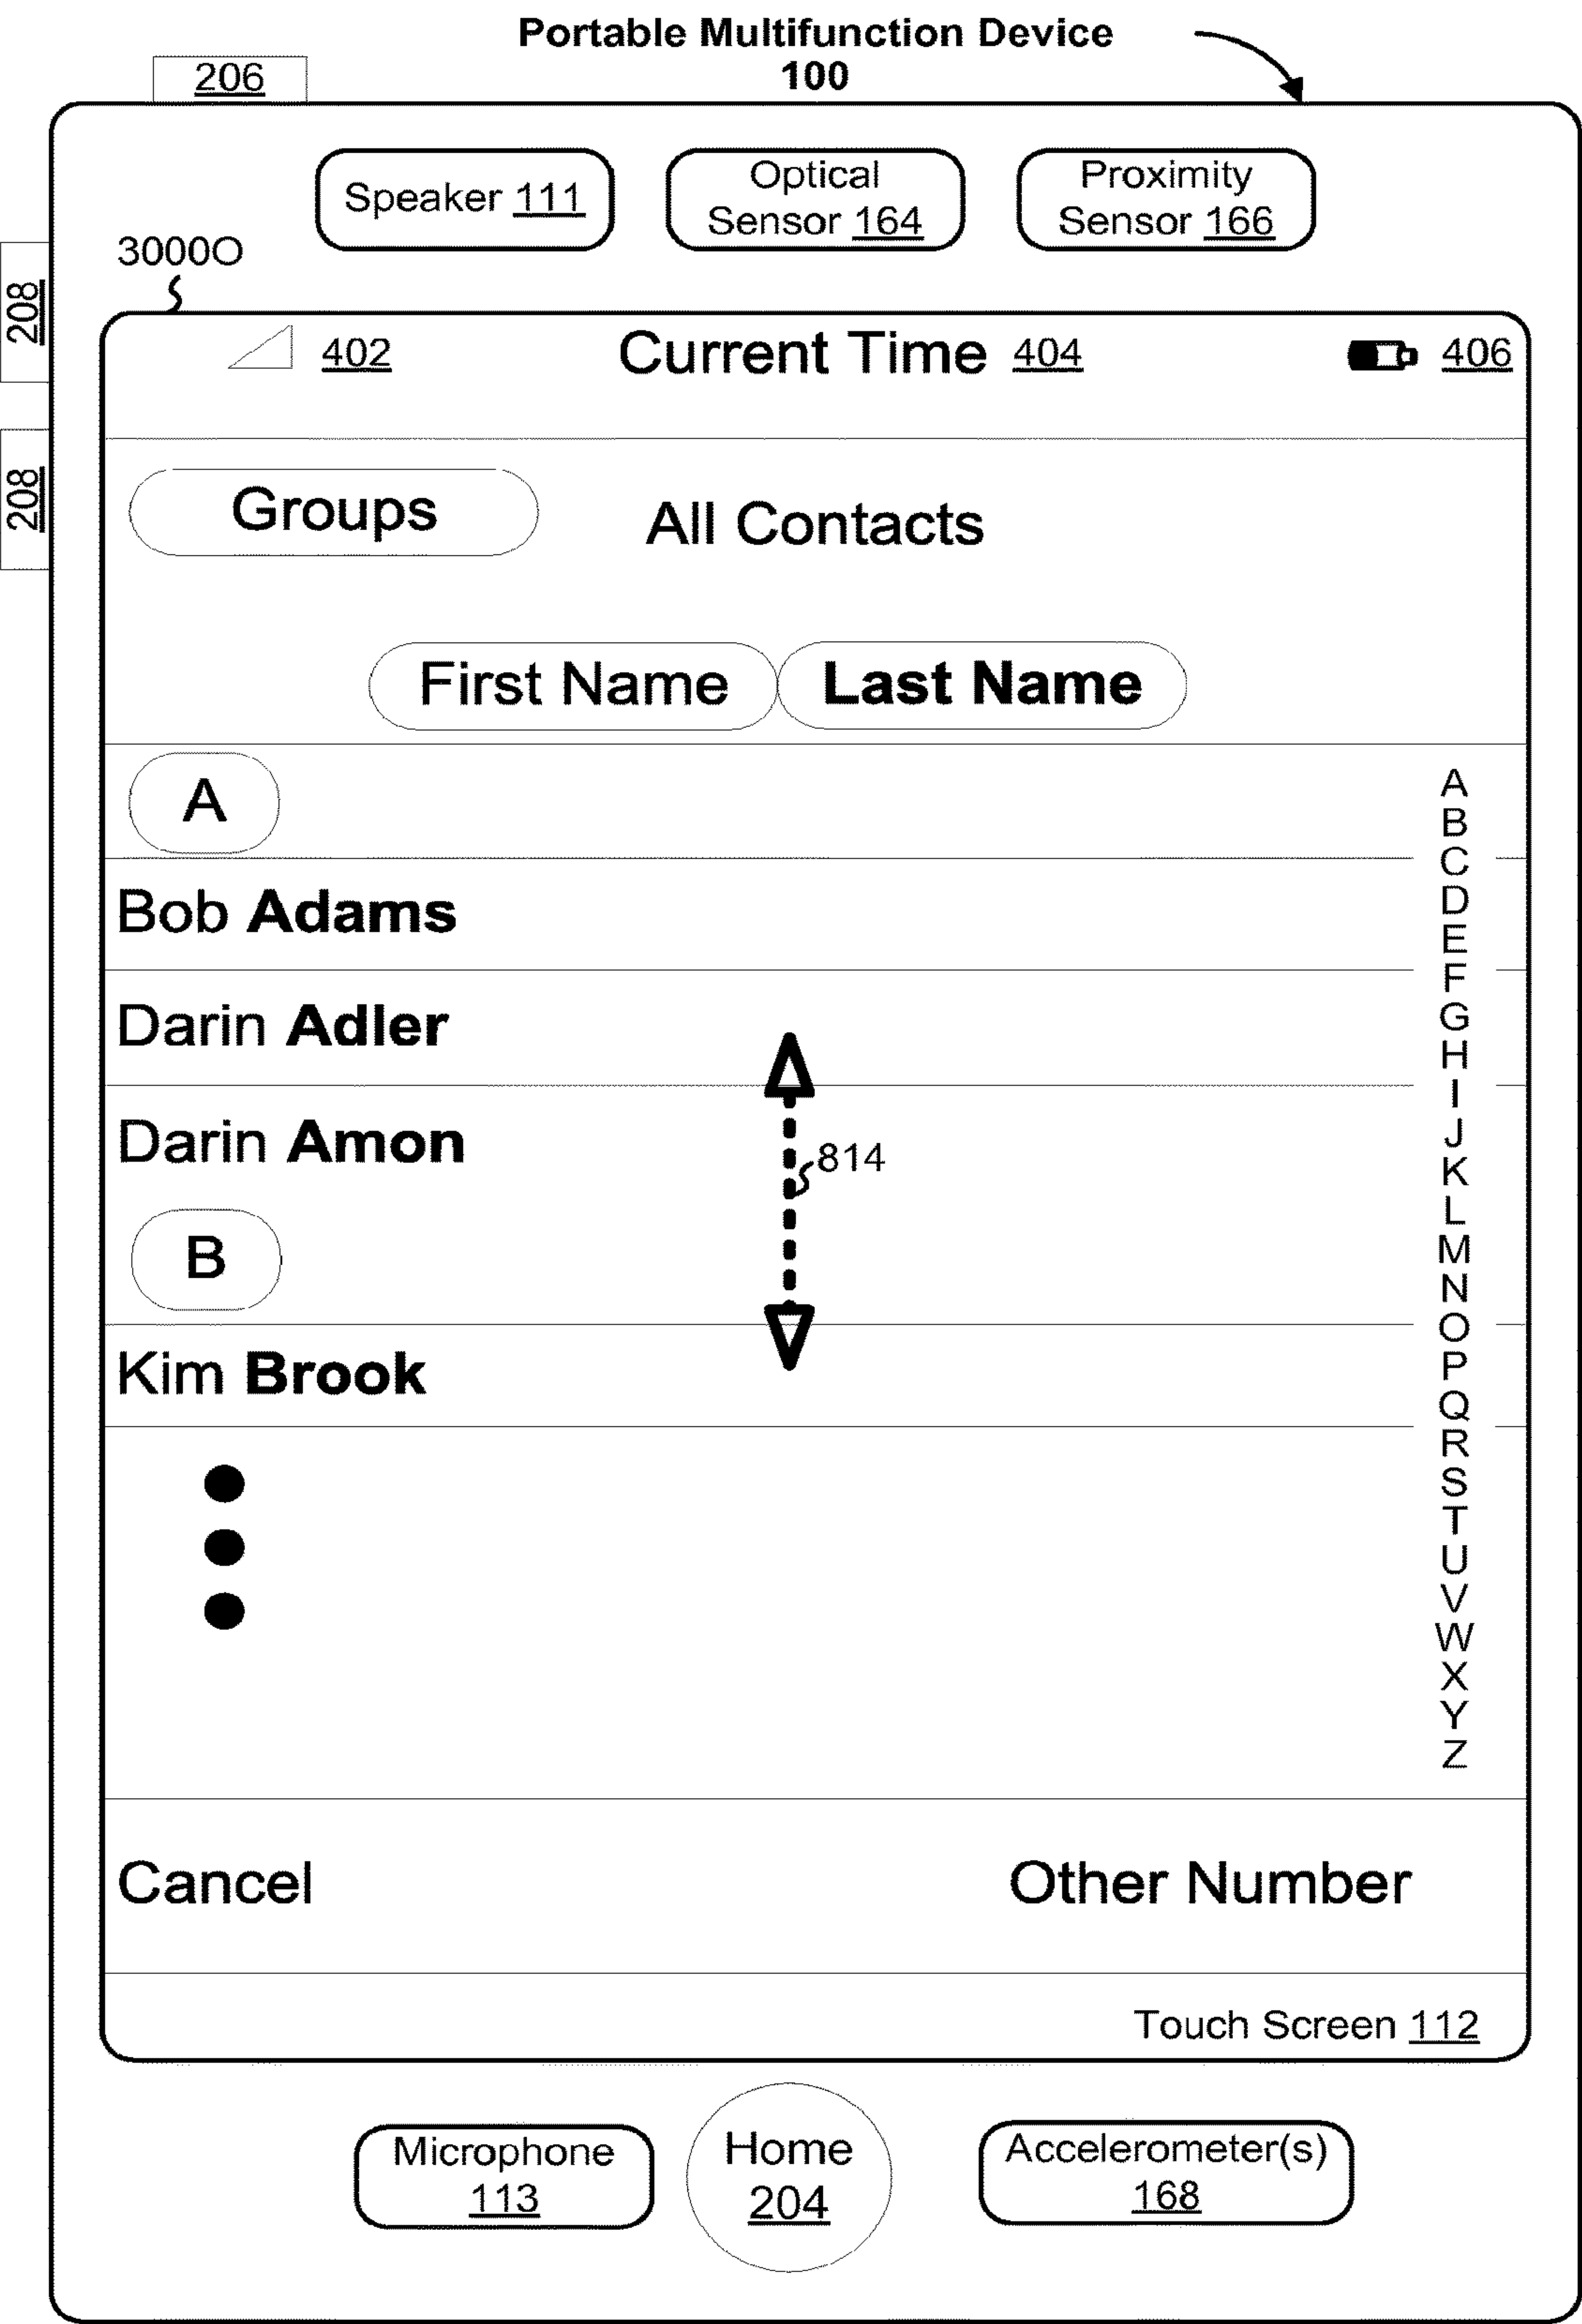 Portable Multifunction Device
100
206
Speaker 111
Optical
Sensor 164
Proximity
Sensor 166
3000O
208
208
402
Current Time 404
406
Groups
All Contacts
First Name
Last Name
A
Bob Adams
Darin Adler
Darin Amon
814
B
Kim Brook
A
B
C
D
E
F
G
H
I
J
K
L
M
N
O
P
Q
R
S
T
U
V
W
X
Y
Z
Cancel
Other Number
Touch Screen 112
Microphone
113
Home
204
Accelerometer(s)
168